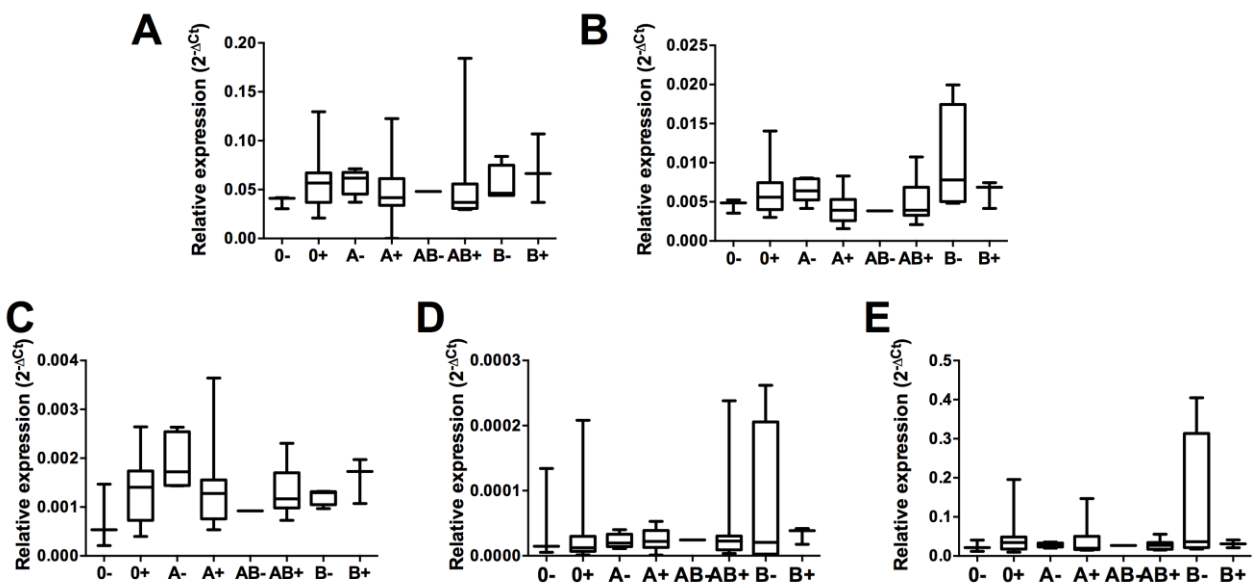 A
Relative expression (2-ΔCt)
0.20
0.15
0.10
0.05
0.00
0- 0+ A- A+ AB- AB+ B- B+
B
Relative expression (2-ΔCt)
0.025
0.020
0.015
0.010
0.005
0.000
0- 0+ A- A+ AB- AB+ B- B+
C
Relative expression (2-ΔCt)
0.004
0.003
0.002
0.001
0.000
0- 0+ A- A+ AB- AB+ B- B+
D
Relative expression (2-ΔCt)
0.0003
0.0002
0.0001
0.0000
0- 0+ A- A+ AB- AB+ B- B+
E
Relative expression (2-ΔCt)
0.5
0.4
0.3
0.2
0.1
0.0
0- 0+ A- A+ AB- AB+ B- B+